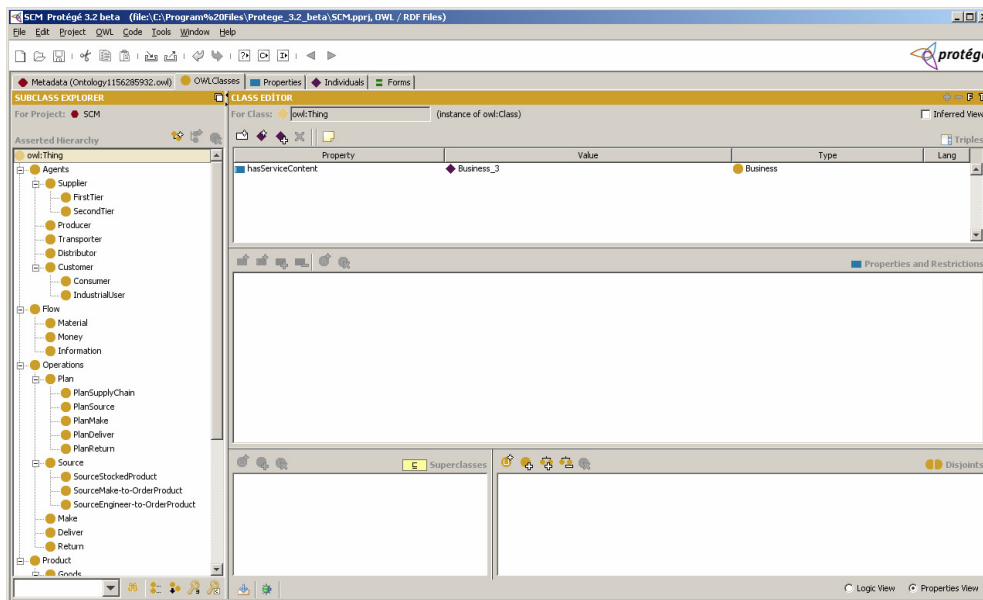 SCM Protégé 3.2 beta (file:\C:\Program%20Files\Protege_3.2_beta\SCM.pprj, OWL / RDF Files)
File Edit Project OWL Code Tools Window Help
protégé
Metadata (Ontology1156285932.owl) OWLClasses Properties Individuals Forms
SUBCLASS EXPLORER CLASS EDITOR
For Project: SCM For Class: owl:Thing (instance of owl:Class) Inferred View
Asserted Hierarchy Triples
Property Value Type Lang
hasServiceContent Business_3 Business
owl:Thing
Agents
Supplier
FirstTier
SecondTier
Producer
Transporter
Distributor
Customer
Consumer
IndustrialUser
Flow
Material
Money
Information
Operations
Plan
PlanSupplyChain
PlanSource
PlanMake
PlanDeliver
PlanReturn
Source
SourceStockedProduct
SourceMake-to-OrderProduct
SourceEngineer-to-OrderProduct
Make
Deliver
Return
Product
Goods
Properties and Restrictions
Superclasses Disjoints
Logic View Properties View